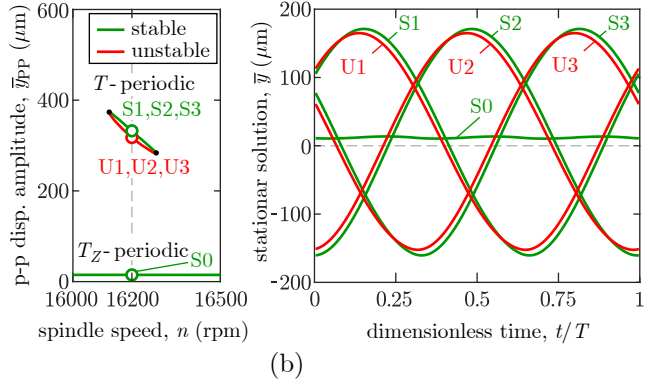 p-p disp. amplitude, y̅PP (μm)
600
400
200
0
stable
unstable
T-periodic
S1,S2,S3
U1,U2,U3
TZ-periodic
S0
16000 16200 16500
spindle speed, n (rpm)
stationar solution, y̅ (μm)
200
100
0
-100
-200
S1 S2 S3
U1 U2 U3
S0
0 0.25 0.5 0.75 1
dimensionless time, t/T
(b)